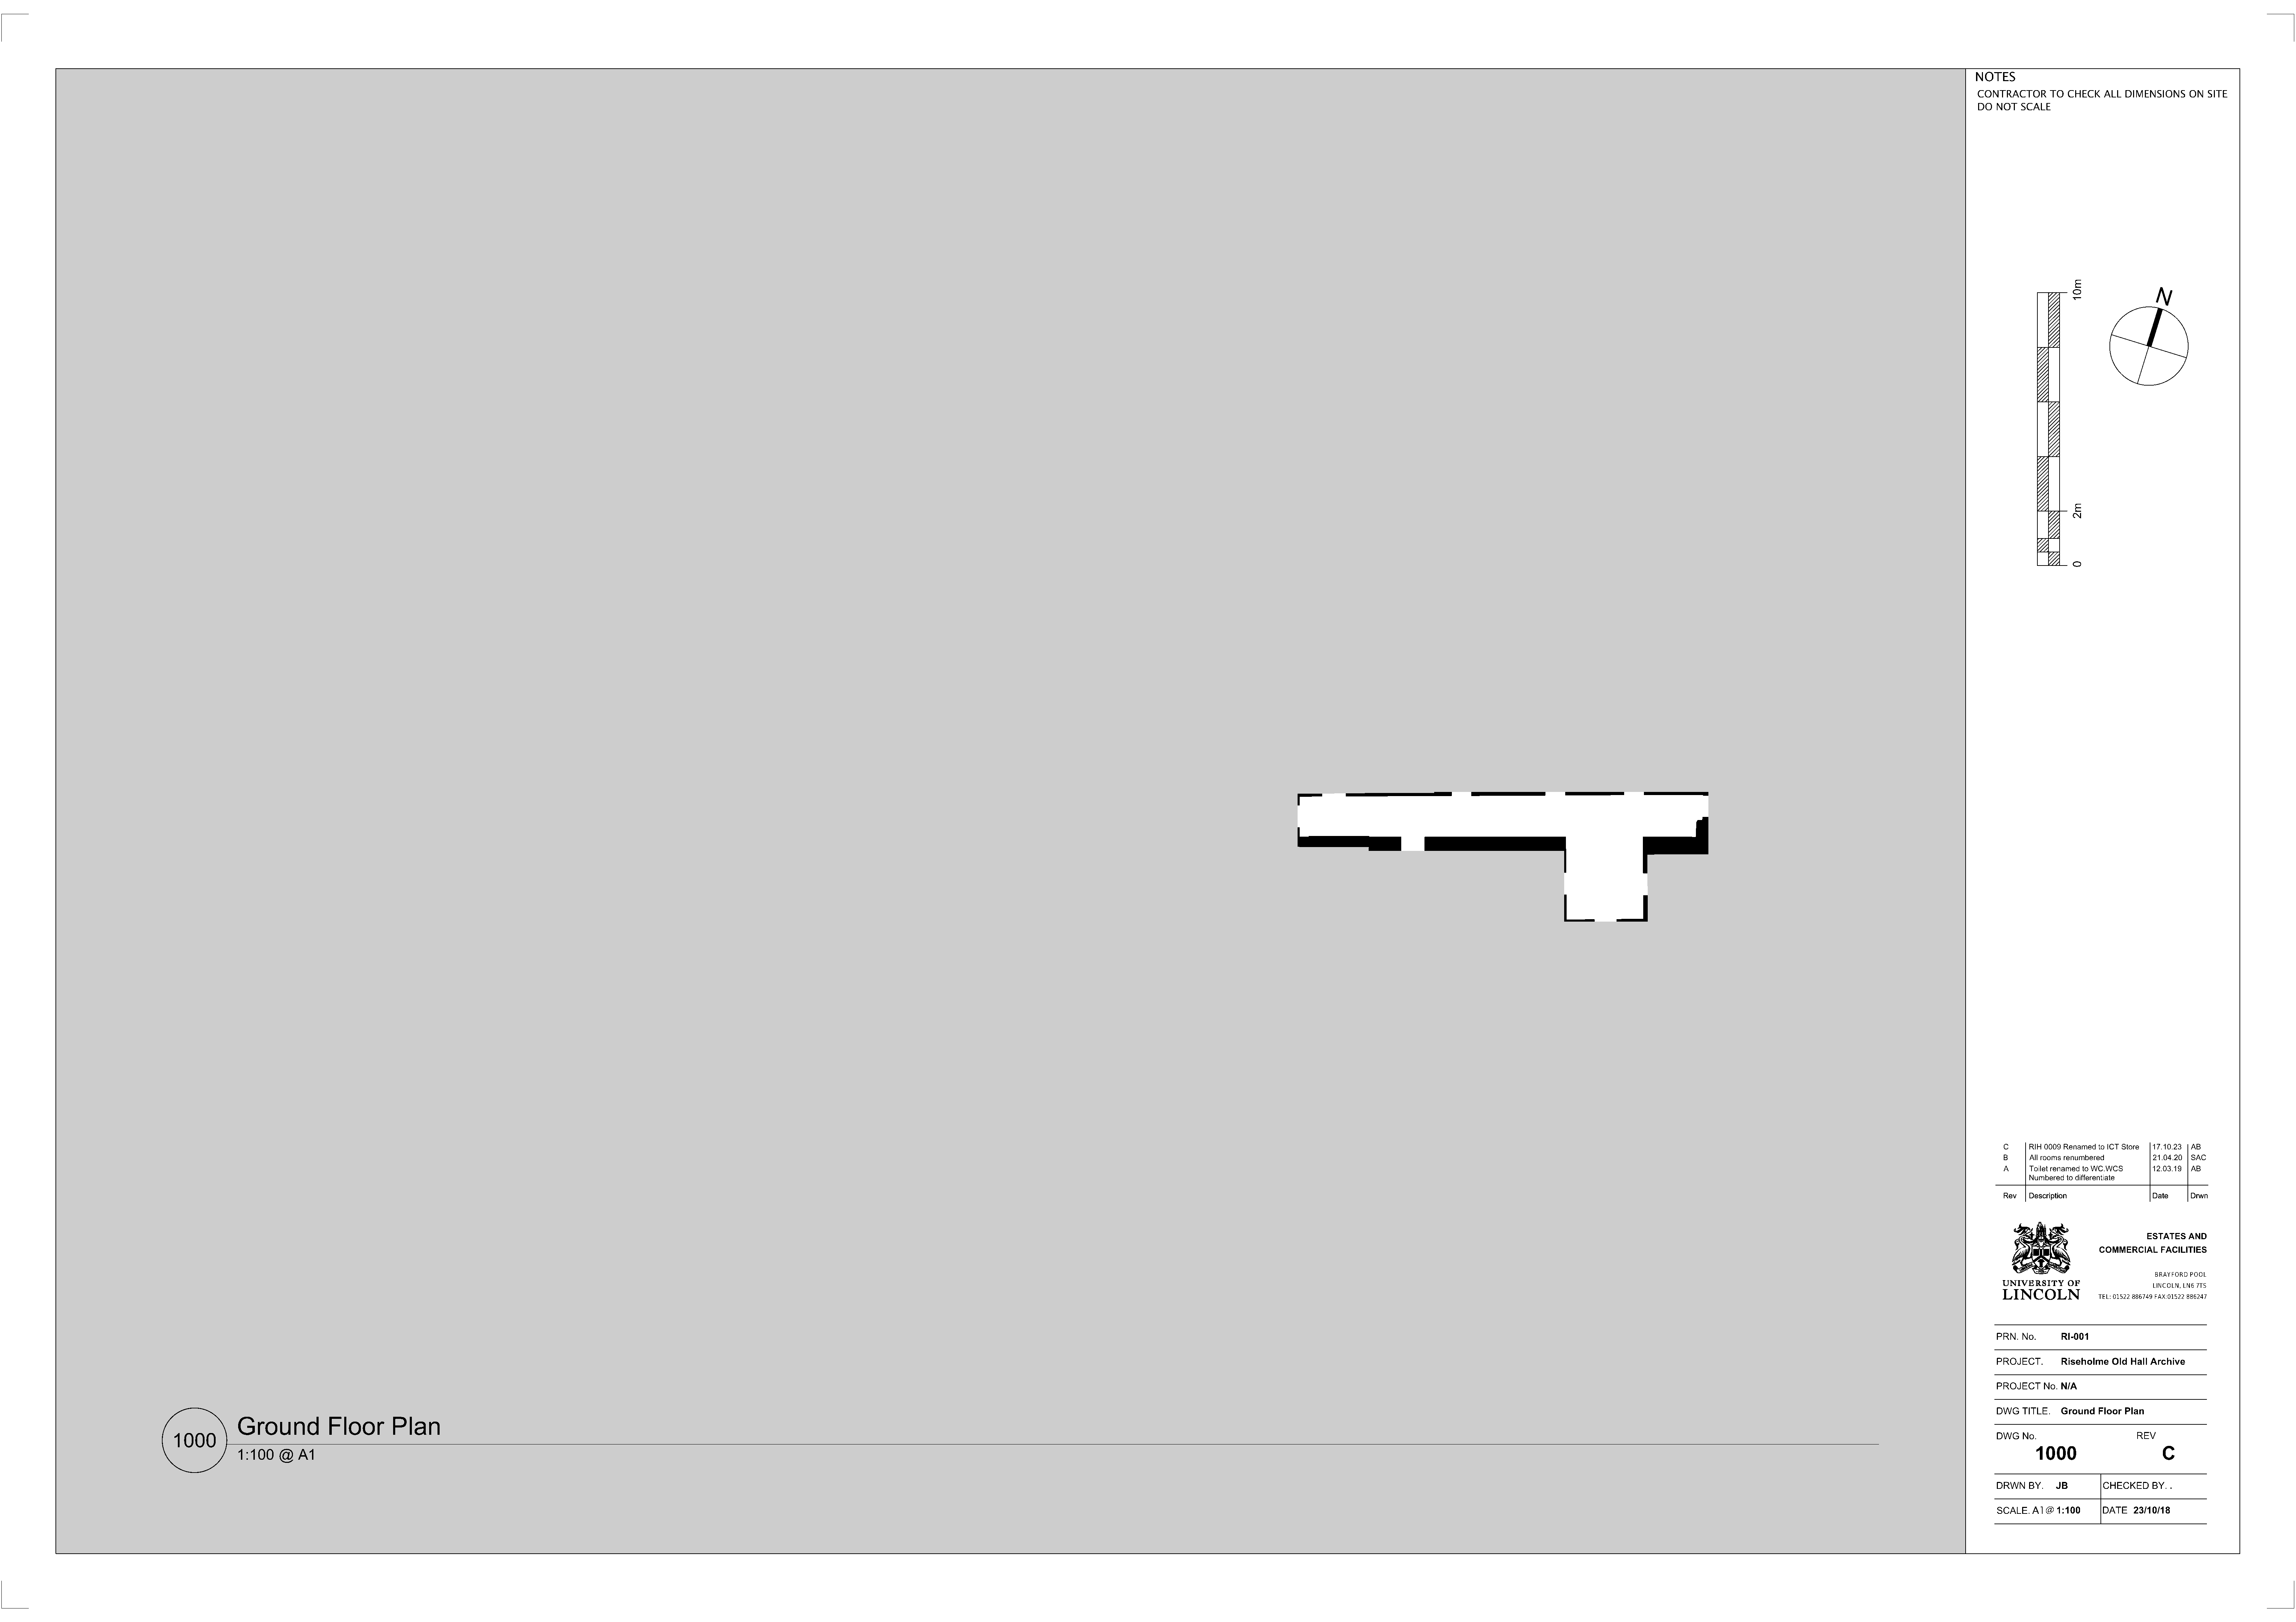 NOTES
CONTRACTOR TO CHECK ALL DIMENSIONS ON SITE
DO NOT SCALE
10m
2m
0
N
C RIH 0009 Renamed to ICT Store 17.10.23 AB
B All rooms renumbered 21.04.20 SAC
A Toilet renamed to WC.WCS 12.03.19 AB
Numbered to differentiate
Rev Description Date Drwn
ESTATES AND
COMMERCIAL FACILITIES
BRAYFORD POOL
LINCOLN, LN6 7TS
TEL: 01522 886749 FAX:01522 886247
UNIVERSITY OF
LINCOLN
PRN. No. RI-001
PROJECT. Riseholme Old Hall Archive
PROJECT No. N/A
DWG TITLE. Ground Floor Plan
DWG No. REV
1000 C
DRWN BY. JB CHECKED BY. .
SCALE. A1@ 1:100 DATE 23/10/18
1000
Ground Floor Plan
1:100 @ A1